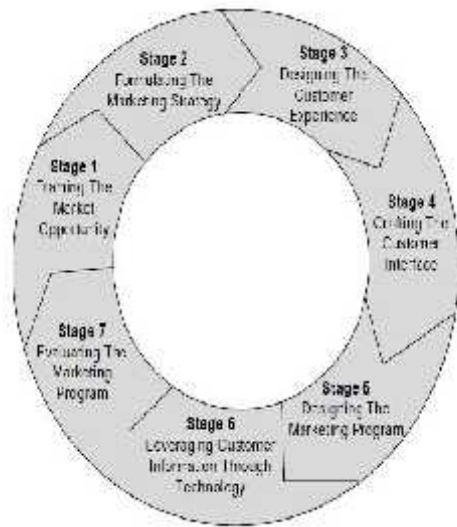 Stage 1
Framing The
Market
Opportunity
Stage 2
Formulating The
Marketing Strategy
Stage 3
Designing The
Customer
Experience
Stage 4
Crafting The
Customer
Interface
Stage 5
Designing The
Marketing Program
Stage 6
Leveraging Customer
Information Through
Technology
Stage 7
Evaluating The
Marketing
Program